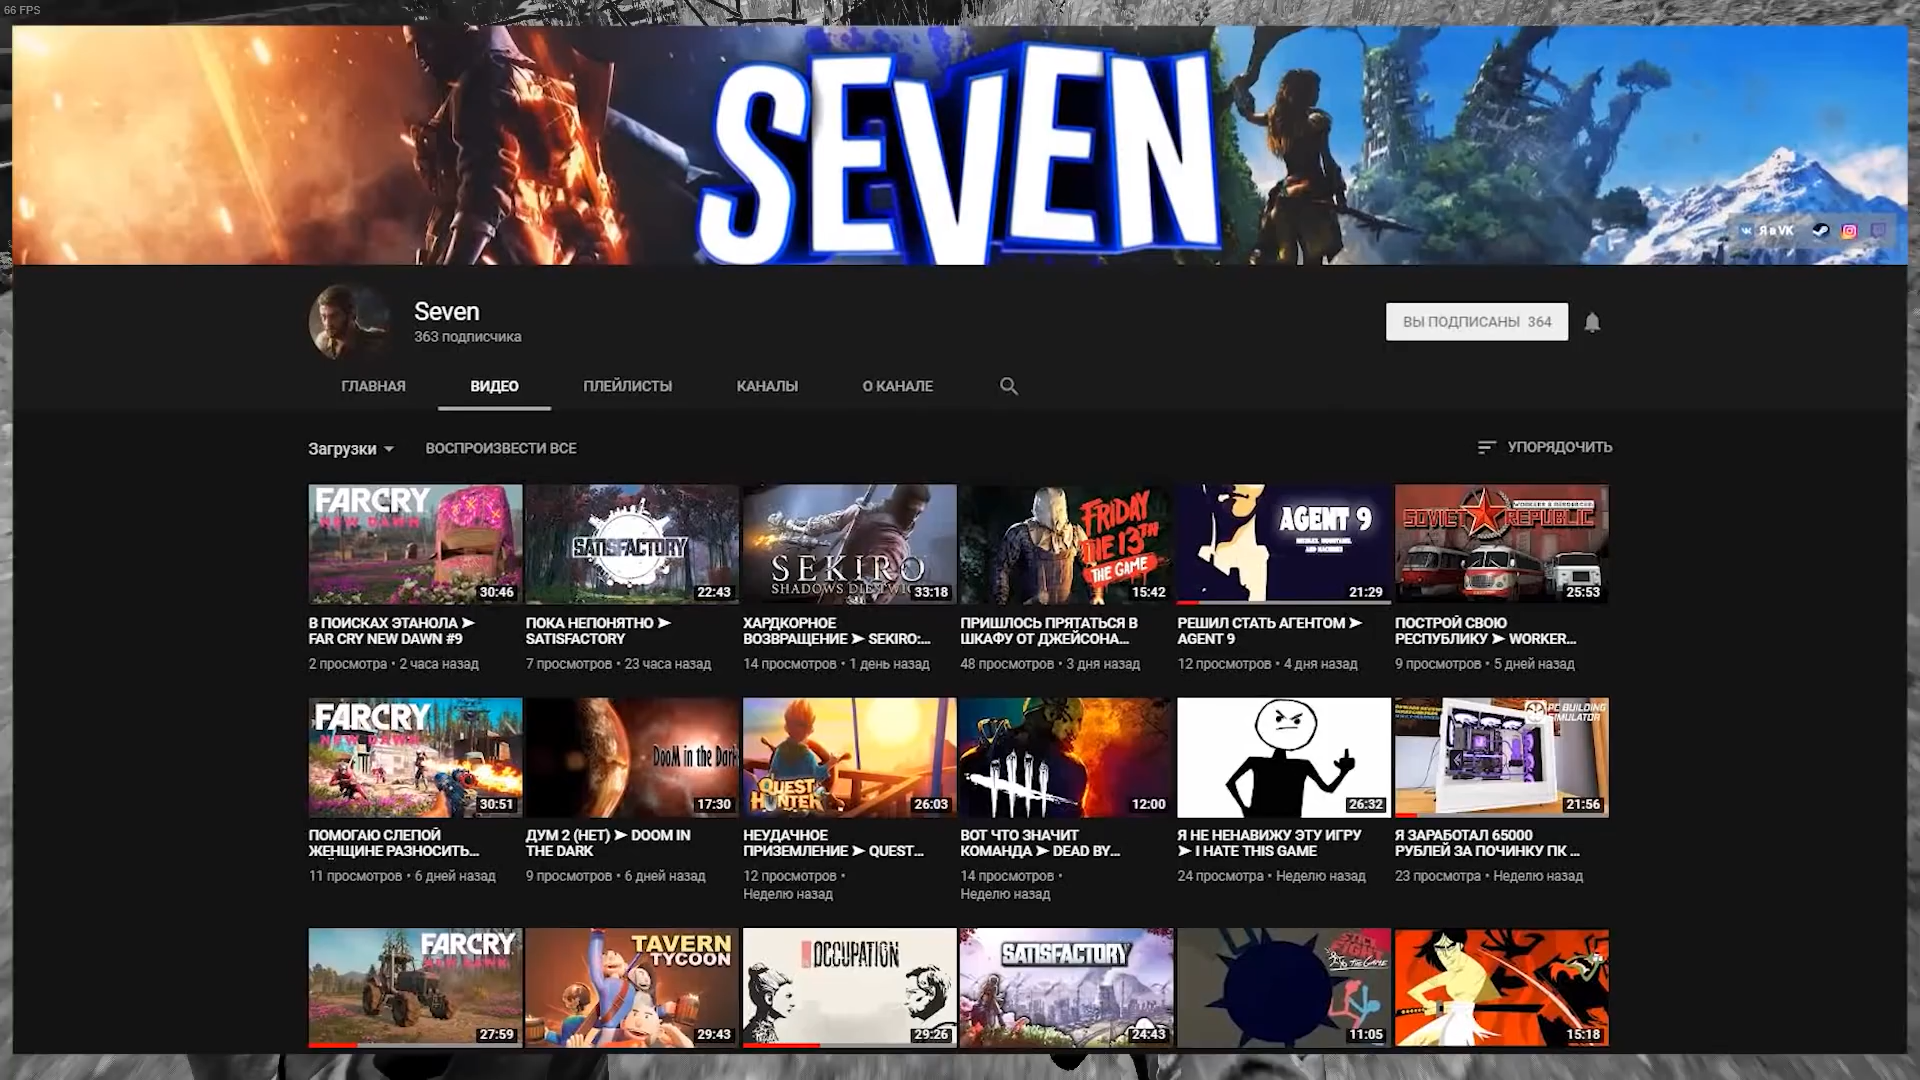 66 FPS
SEVEN
Я в VK
Seven
363 подписчика
ВЫ ПОДПИСАНЫ 364
ГЛАВНАЯ
ВИДЕО
ПЛЕЙЛИСТЫ
КАНАЛЫ
О КАНАЛЕ
Загрузки
ВОСПРОИЗВЕСТИ ВСЕ
УПОРЯДОЧИТЬ
FARCRY
NEW DAWN
30:46
SATISFACTORY
22:43
SEKIRO
33:18
FRIDAY
THE 13TH
THE GAME
15:42
AGENT 9
21:29
SOVIET REPUBLIC
25:53
В ПОИСКАХ ЭТАНОЛА ➤
FAR CRY NEW DAWN #9
2 просмотра • 2 часа назад
ПОКА НЕПОНЯТНО ➤
SATISFACTORY
7 просмотров • 23 часа назад
ХАРДКОРНОЕ
ВОЗВРАЩЕНИЕ ➤ SEKIRO:...
14 просмотров • 1 день назад
ПРИШЛОСЬ ПРЯТАТЬСЯ В
ШКАФУ ОТ ДЖЕЙСОНА...
48 просмотров • 3 дня назад
РЕШИЛ СТАТЬ АГЕНТОМ ➤
AGENT 9
12 просмотров • 4 дня назад
ПОСТРОЙ СВОЮ
РЕСПУБЛИКУ ➤ WORKER...
9 просмотров • 5 дней назад
FARCRY
NEW DAWN
30:51
DooM in the Dark
17:30
QUEST
HUNTER
26:03
12:00
26:32
PC BUILDING
SIMULATOR
21:56
ПОМОГАЮ СЛЕПОЙ
ЖЕНЩИНЕ РАЗНОСИТЬ...
11 просмотров • 6 дней назад
ДУМ 2 (НЕТ) ➤ DOOM IN
THE DARK
9 просмотров • 6 дней назад
НЕУДАЧНОЕ
ПРИЗЕМЛЕНИЕ ➤ QUEST...
12 просмотров •
Неделю назад
ВОТ ЧТО ЗНАЧИТ
КОМАНДА ➤ DEAD BY...
14 просмотров •
Неделю назад
Я НЕ НЕНАВИЖУ ЭТУ ИГРУ
➤ I HATE THIS GAME
24 просмотра • Неделю назад
Я ЗАРАБОТАЛ 65000
РУБЛЕЙ ЗА ПОЧИНКУ ПК ...
23 просмотра • Неделю назад
FARCRY
27:59
TAVERN
TYCOON
29:43
OCCUPATION
29:26
SATISFACTORY
24:43
11:05
15:18